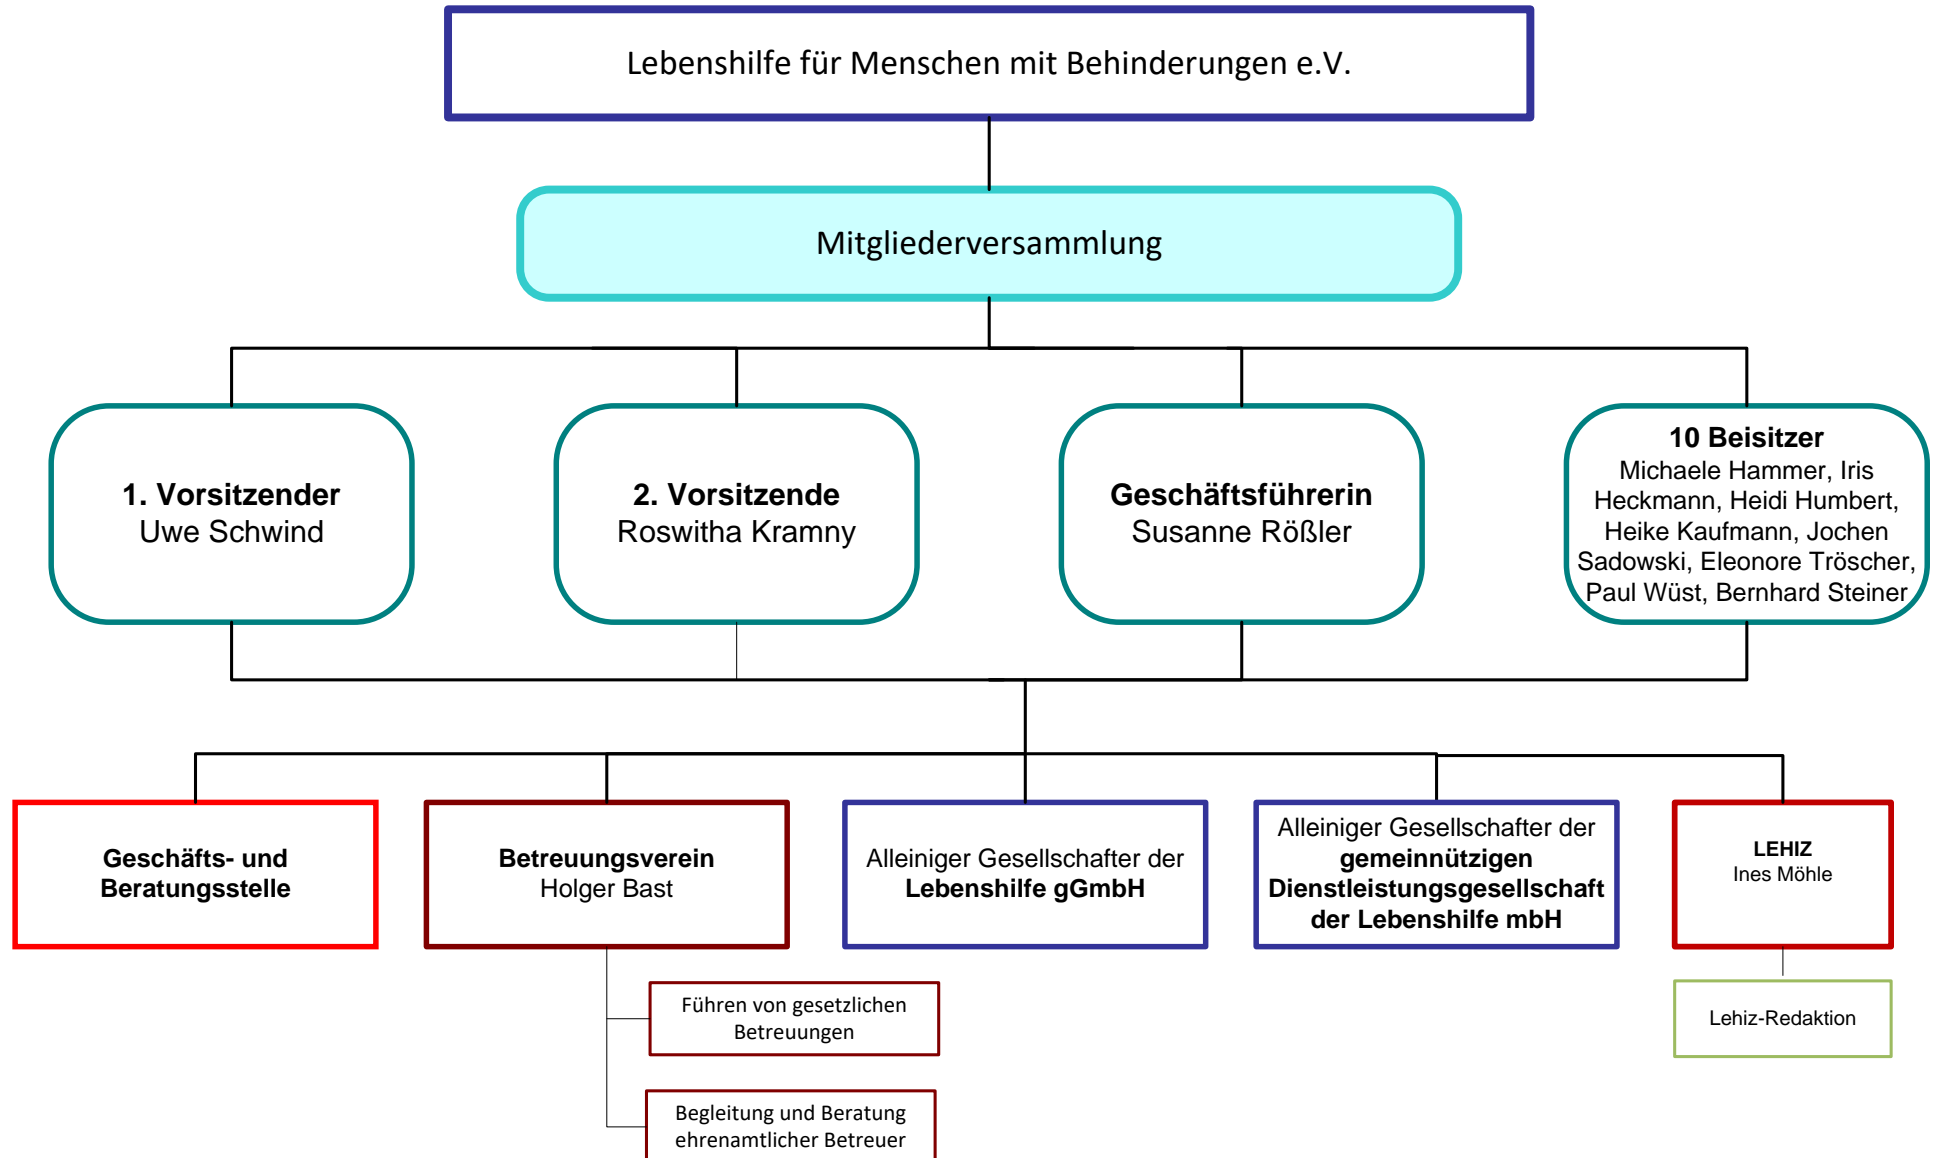 Lebenshilfe für Menschen mit Behinderungen e.V.
Mitgliederversammlung
1. Vorsitzender
Uwe Schwind
2. Vorsitzende
Roswitha Kramny
Geschäftsführerin
Susanne Rößler
10 Beisitzer
Michaele Hammer, Iris
Heckmann, Heidi Humbert,
Heike Kaufmann, Jochen
Sadowski, Eleonore Tröscher,
Paul Wüst, Bernhard Steiner
Geschäfts- und
Beratungsstelle
Betreuungsverein
Holger Bast
Alleiniger Gesellschafter der
Lebenshilfe gGmbH
Alleiniger Gesellschafter der
gemeinnützigen
Dienstleistungsgesellschaft
der Lebenshilfe mbH
LEHIZ
Ines Möhle
Führen von gesetzlichen
Betreuungen
Lehiz-Redaktion
Begleitung und Beratung
ehrenamtlicher Betreuer